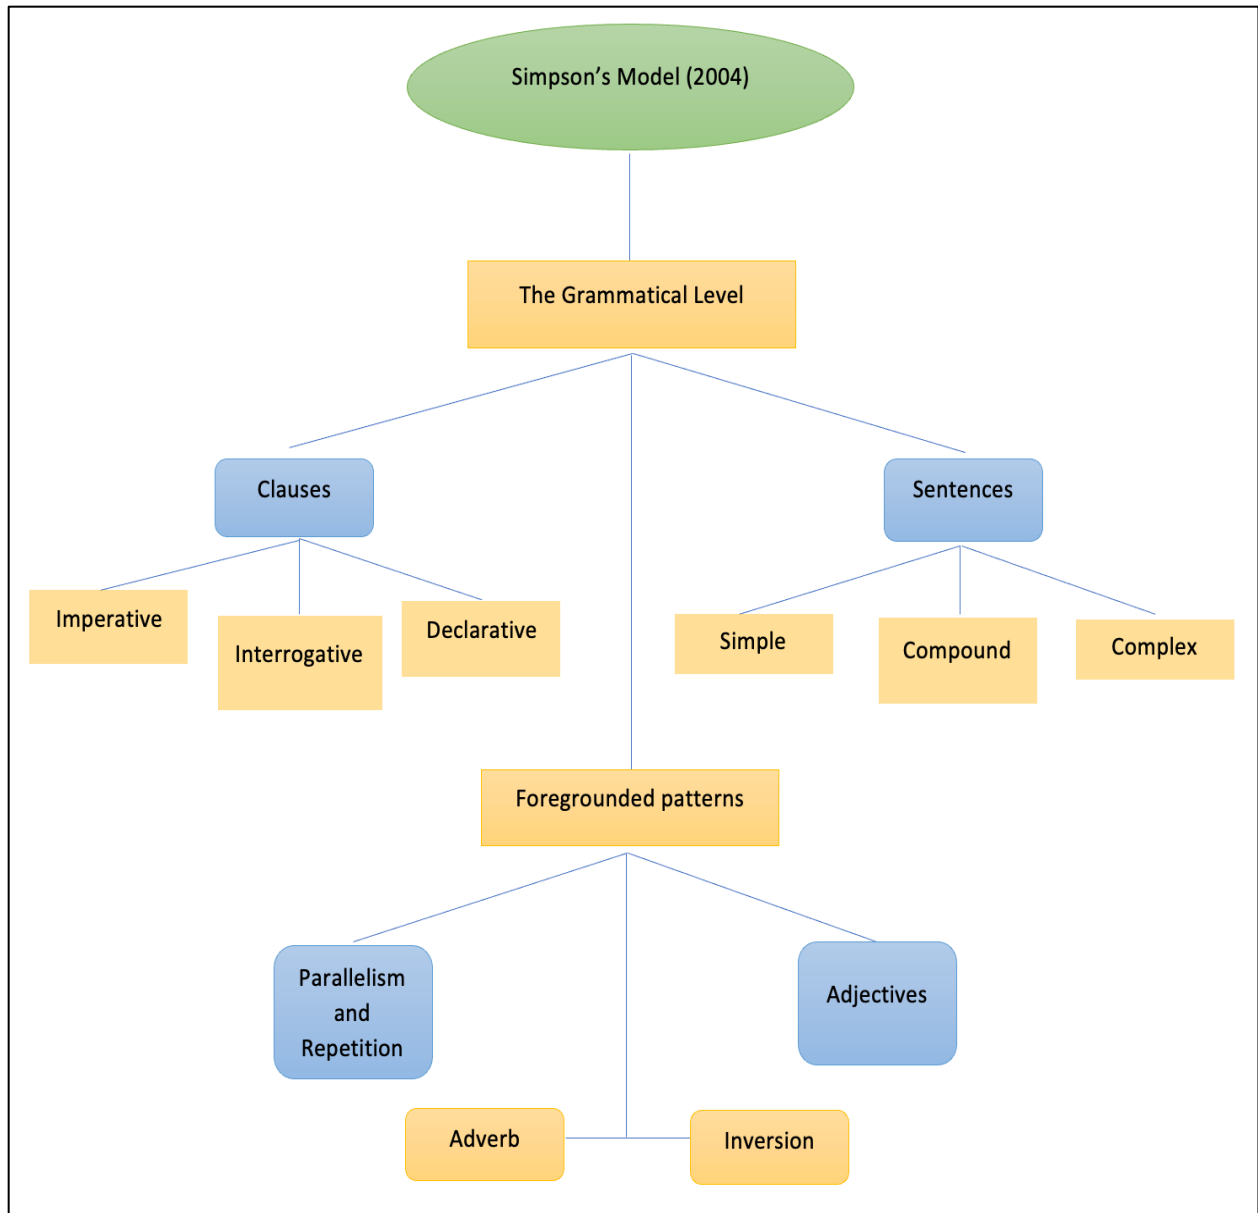 Simpson’s Model (2004)
The Grammatical Level
Clauses
Sentences
Imperative
Interrogative
Declarative
Simple
Compound
Complex
Foregrounded patterns
Parallelism
and
Repetition
Adjectives
Adverb
Inversion